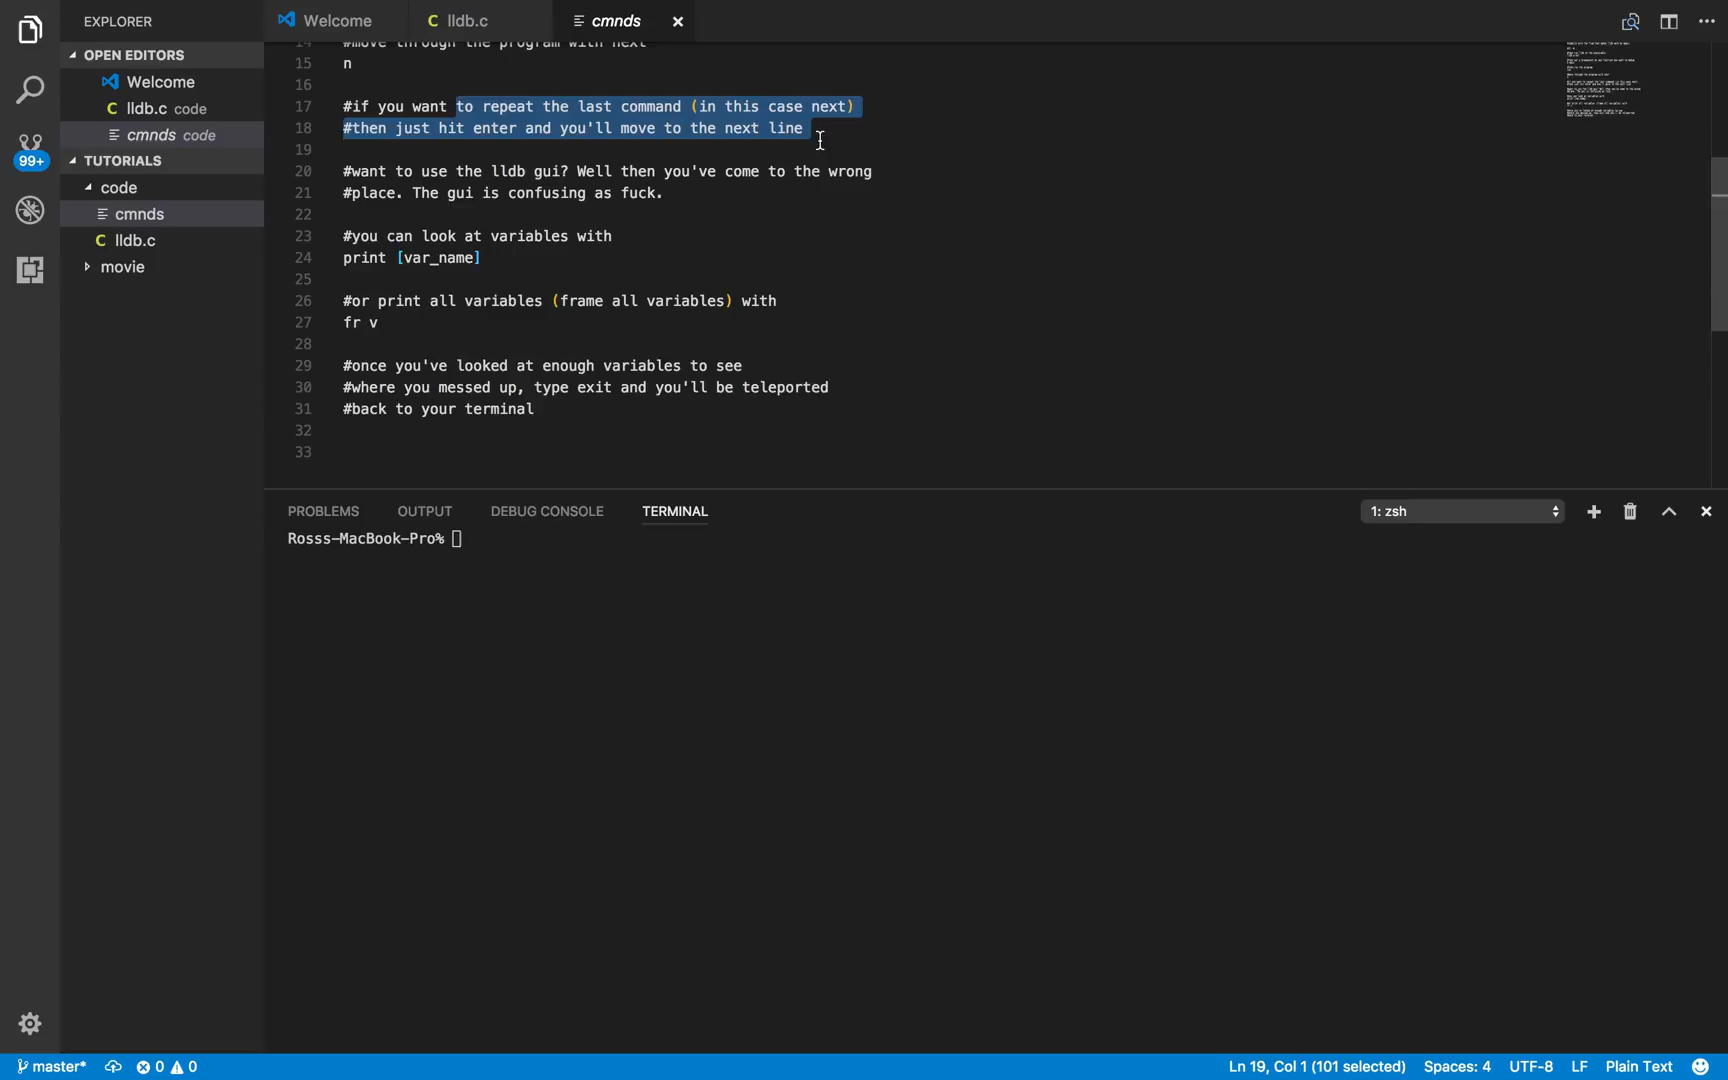 EXPLORER
OPEN EDITORS
Welcome
lldb.c code
cmnds code
99+
TUTORIALS
code
cmnds
lldb.c
movie
Welcome
lldb.c
cmnds
14 #move through the program with next
15 n
16
17 #if you want to repeat the last command (in this case next)
18 #then just hit enter and you'll move to the next line
19
20 #want to use the lldb gui? Well then you've come to the wrong
21 #place. The gui is confusing as fuck.
22
23 #you can look at variables with
24 print [var_name]
25
26 #or print all variables (frame all variables) with
27 fr v
28
29 #once you've looked at enough variables to see
30 #where you messed up, type exit and you'll be teleported
31 #back to your terminal
32
33
PROBLEMS OUTPUT DEBUG CONSOLE TERMINAL 1: zsh
Rosss-MacBook-Pro%
master* 0 0 Ln 19, Col 1 (101 selected) Spaces: 4 UTF-8 LF Plain Text